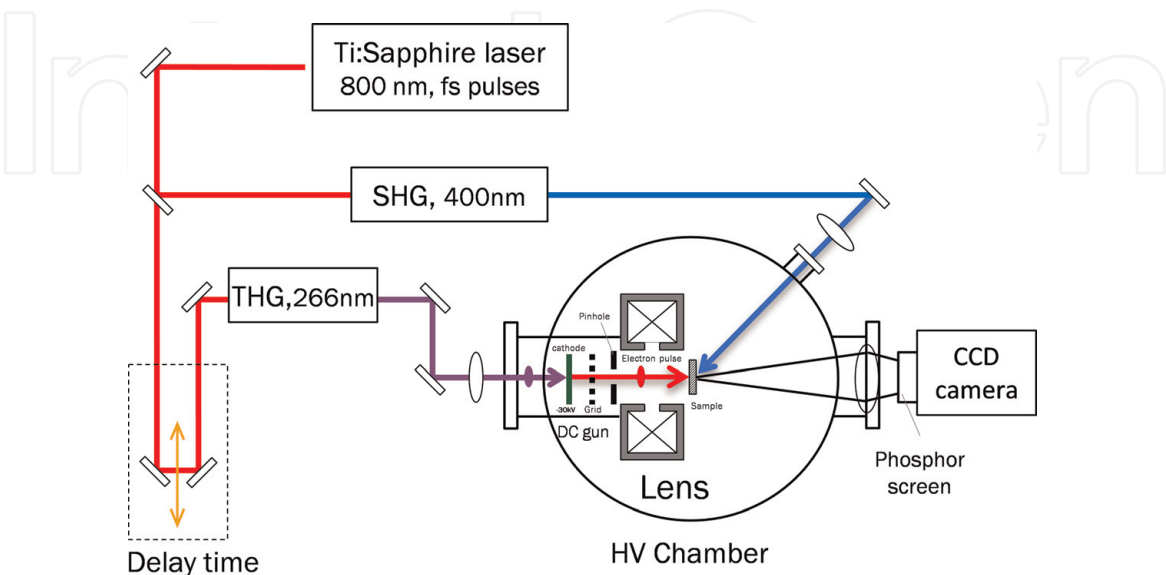 Ti:Sapphire laser
800 nm, fs pulses
SHG, 400nm
THG,266nm
Pinhole
cathode
Electron pulse
-30kV
Grid
Sample
DC gun
Lens
CCD
camera
Phosphor
screen
HV Chamber
Delay time